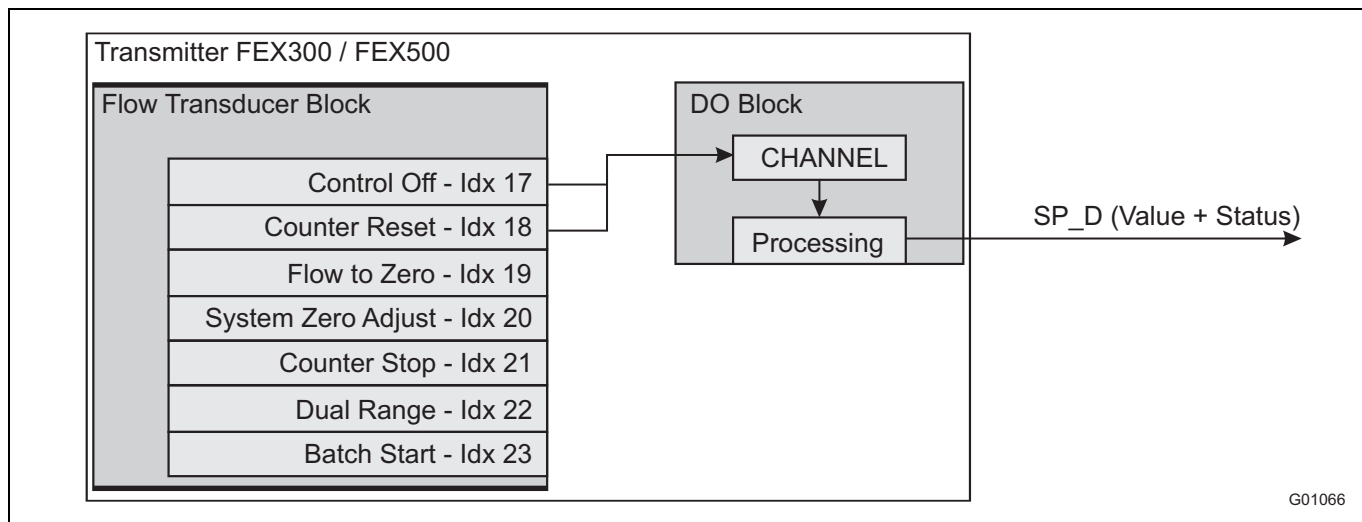 Transmitter FEX300 / FEX500
Flow Transducer Block
Control Off - Idx 17
Counter Reset - Idx 18
Flow to Zero - Idx 19
System Zero Adjust - Idx 20
Counter Stop - Idx 21
Dual Range - Idx 22
Batch Start - Idx 23
DO Block
CHANNEL
Processing
SP_D (Value + Status)
G01066